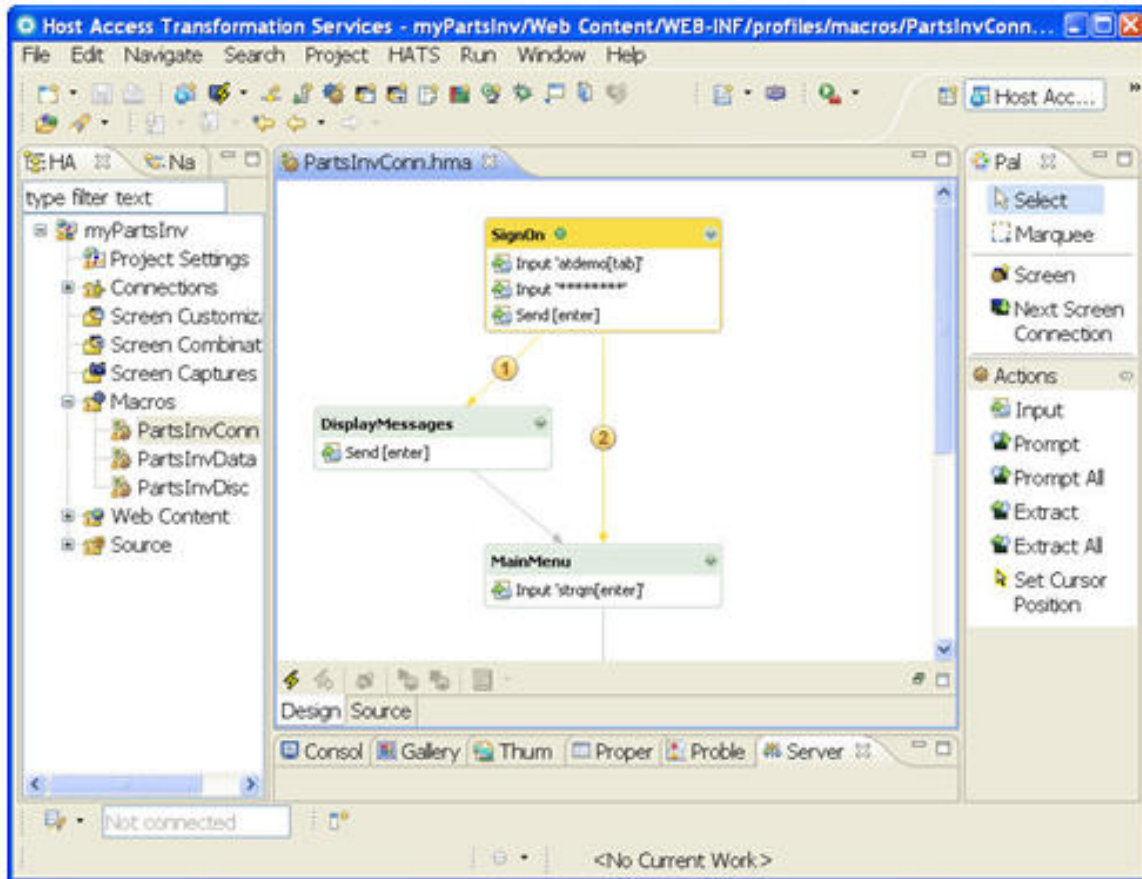 Host Access Transformation Services - myPartsInv/Web Content/WEB-INF/profiles/macros/PartsInvConn...
File Edit Navigate Search Project HATS Run Window Help
Host Acc...
HA
Na
type filter text
myPartsInv
Project Settings
Connections
Screen Customiz
Screen Combinat
Screen Captures
Macros
PartsInvConn
PartsInvData
PartsInvDisc
Web Content
Source
PartsInvConn.hma
SignOn
Input 'atdemo[tab]'
Input '********'
Send [enter]
1
2
DisplayMessages
Send [enter]
MainMenu
Input 'strqm[enter]'
Design Source
Consol Gallery Thum Proper Proble Server
Pal
Select
Marquee
Screen
Next Screen
Connection
Actions
Input
Prompt
Prompt All
Extract
Extract All
Set Cursor
Position
Not connected
<No Current Work>